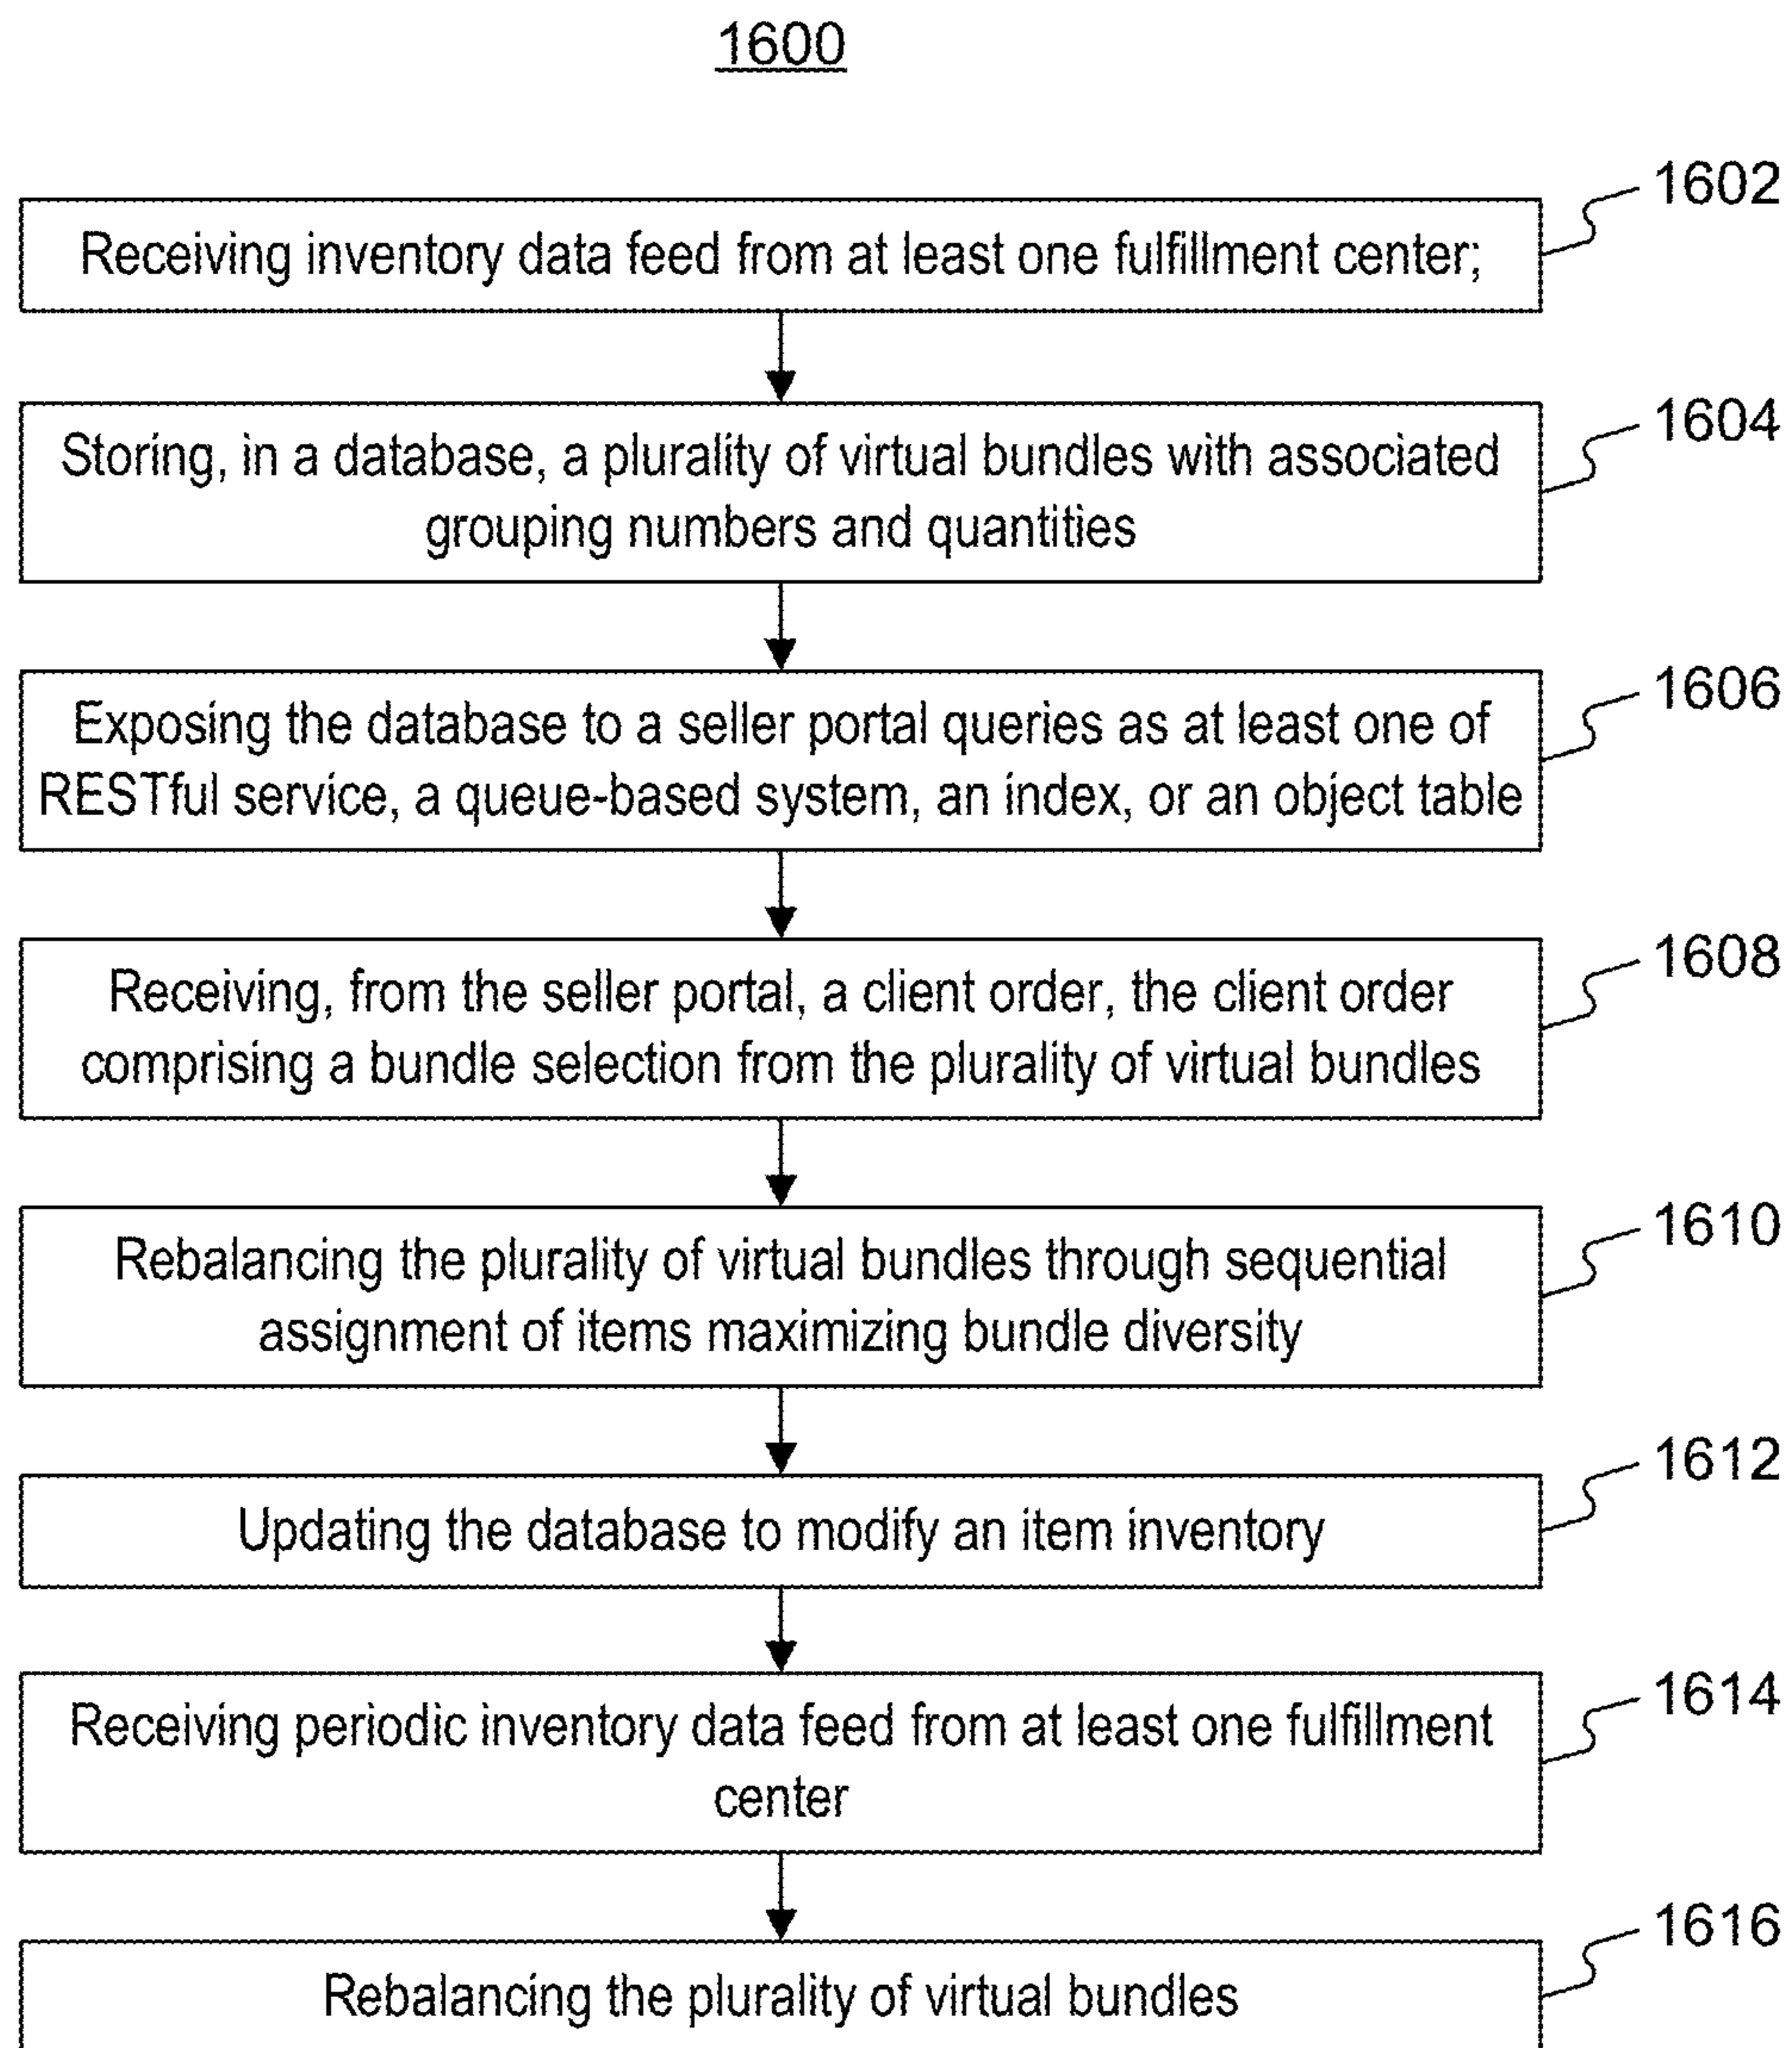 1600
1602
Receiving inventory data feed from at least one fulfillment center;
1604
Storing, in a database, a plurality of virtual bundles with associated
grouping numbers and quantities
1606
Exposing the database to a seller portal queries as at least one of
RESTful service, a queue-based system, an index, or an object table
1608
Receiving, from the seller portal, a client order, the client order
comprising a bundle selection from the plurality of virtual bundles
1610
Rebalancing the plurality of virtual bundles through sequential
assignment of items maximizing bundle diversity
1612
Updating the database to modify an item inventory
1614
Receiving periodic inventory data feed from at least one fulfillment
center
1616
Rebalancing the plurality of virtual bundles